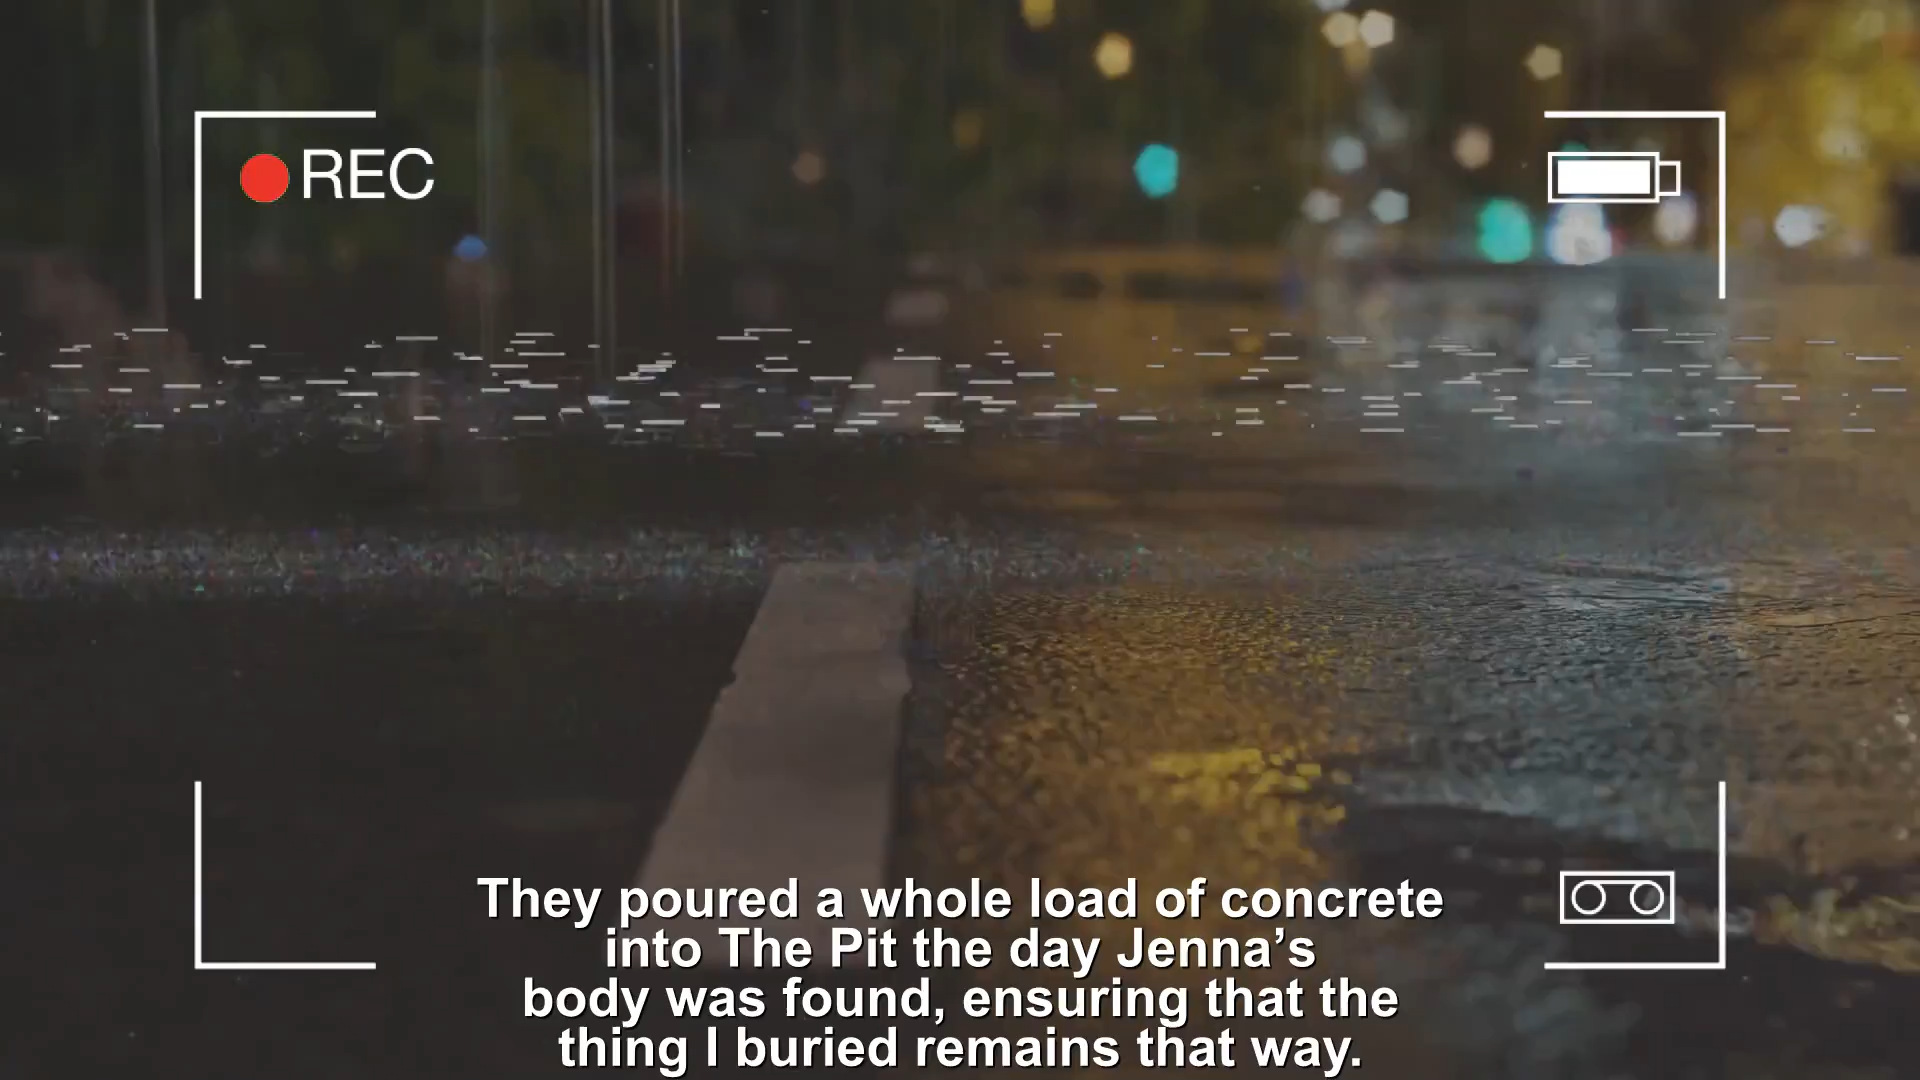 REC
They poured a whole load of concrete
into The Pit the day Jenna’s
body was found, ensuring that the
thing I buried remains that way.